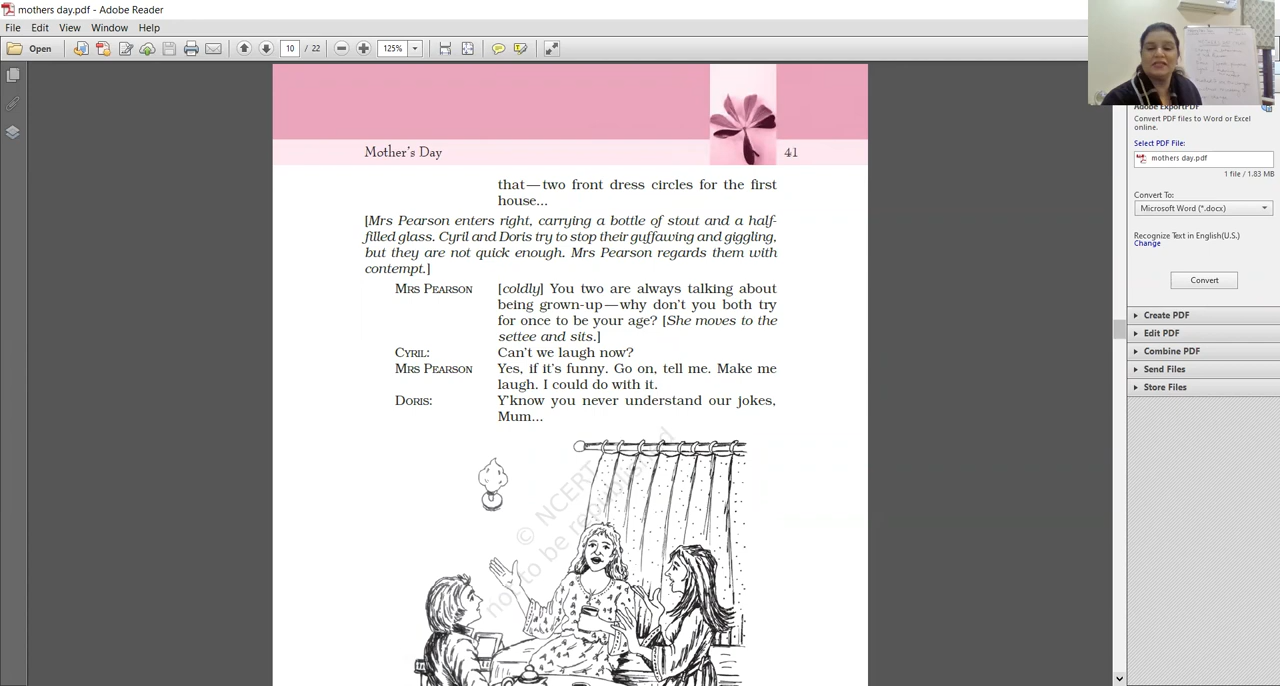 mothers day.pdf - Adobe Reader
File Edit View Window Help
Open 10 / 22 125%
Adobe ExportPDF
Convert PDF files to Word or Excel
online.
Select PDF File:
mothers day.pdf
1 file / 1.83 MB
Convert To:
Microsoft Word (*.docx)
Recognize Text in English(U.S.)
Change
Convert
Create PDF
Edit PDF
Combine PDF
Send Files
Store Files
Mother's Day 41
that—two front dress circles for the first
house...
[Mrs Pearson enters right, carrying a bottle of stout and a half-
filled glass. Cyril and Doris try to stop their guffawing and giggling,
but they are not quick enough. Mrs Pearson regards them with
contempt.]
MRS PEARSON [coldly] You two are always talking about
being grown-up—why don't you both try
for once to be your age? [She moves to the
settee and sits.]
CYRIL: Can't we laugh now?
MRS PEARSON Yes, if it's funny. Go on, tell me. Make me
laugh. I could do with it.
DORIS: Y'know you never understand our jokes,
Mum...
© NCERT
not to be republished